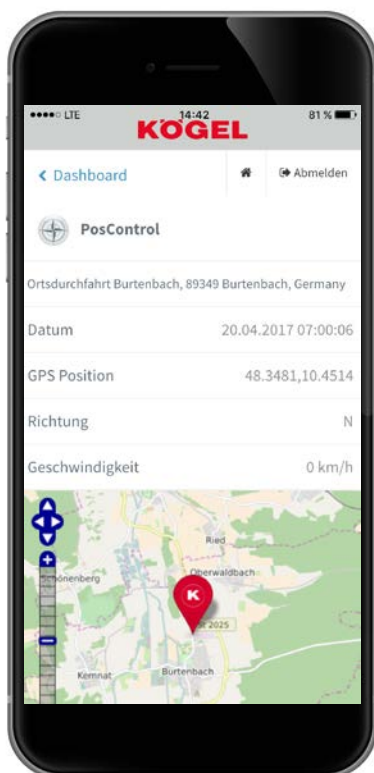 ●●●●○ LTE 14:42 81 %
KÖGEL
< Dashboard Abmelden
PosControl
Ortsdurchfahrt Burtenbach, 89349 Burtenbach, Germany
Datum 20.04.2017 07:00:06
GPS Position 48.3481,10.4514
Richtung N
Geschwindigkeit 0 km/h
Ried
Schönenberg
Oberwaldbach
K
St 2025
Kemnat
Burtenbach